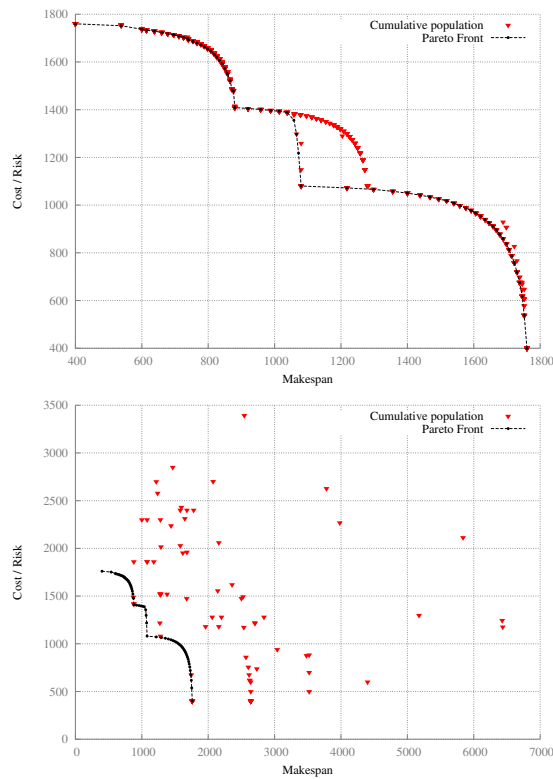 1800
1600
1400
1200
1000
800
600
400
Cost / Risk
Cumulative population
Pareto Front
400 600 800 1000 1200 1400 1600 1800
Makespan
3500
3000
2500
2000
1500
1000
500
0
Cost / Risk
Cumulative population
Pareto Front
0 1000 2000 3000 4000 5000 6000 7000
Makespan